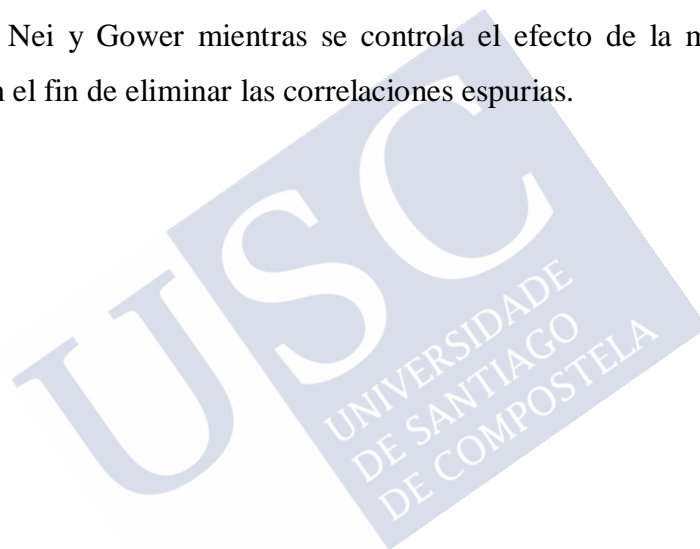 Nei y Gower mientras se controla el efecto de la m
el fin de eliminar las correlaciones espurias.
USC
UNIVERSIDADE
DE SANTIAGO
DE COMPOSTELA